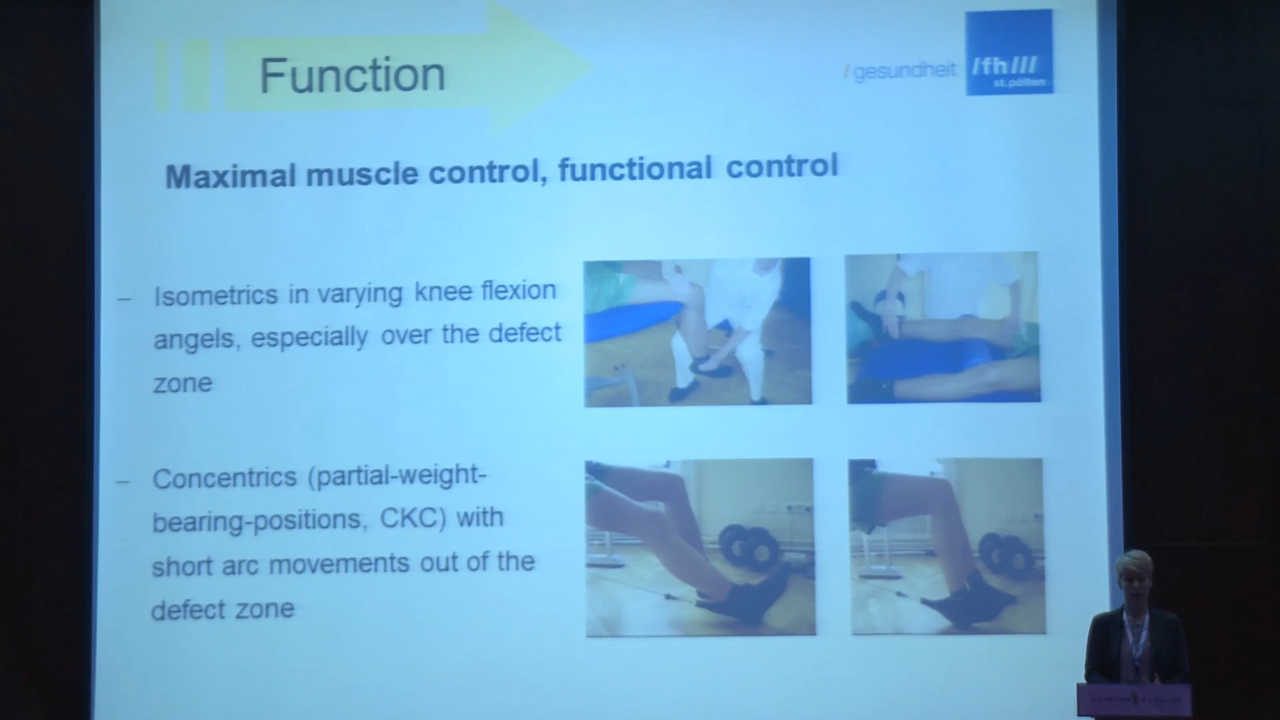 Function
/gesundheit
/fh///
st.pölten
Maximal muscle control, functional control
– Isometrics in varying knee flexion
angels, especially over the defect
zone
– Concentrics (partial-weight-
bearing-positions, CKC) with
short arc movements out of the
defect zone